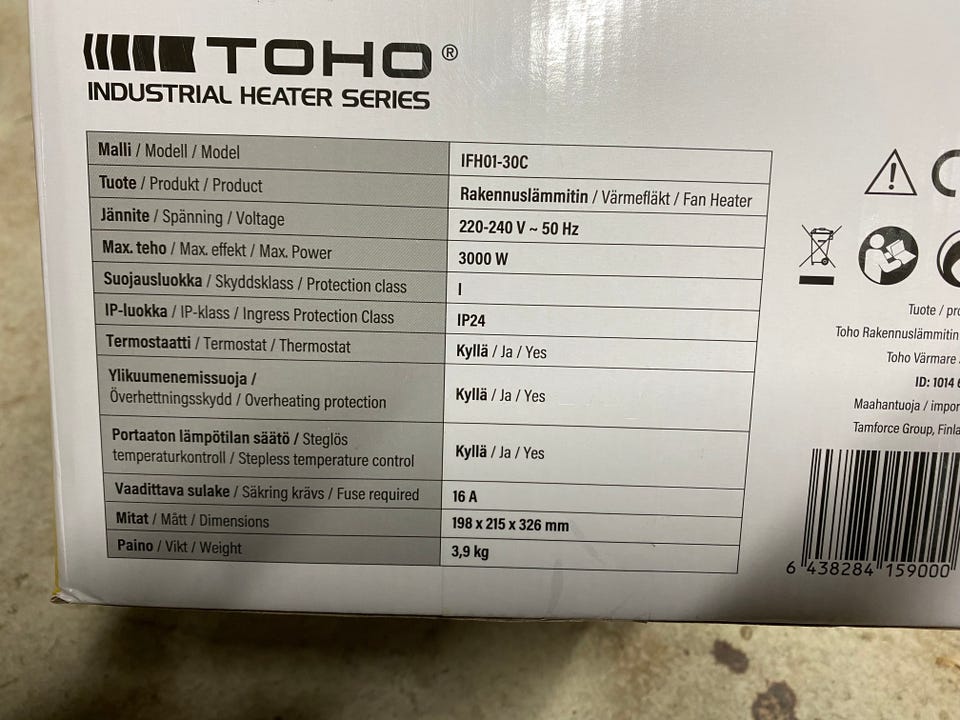 TOHO®
INDUSTRIAL HEATER SERIES
Malli / Modell / Model IFH01-30C
Tuote / Produkt / Product Rakennuslämmitin / Värmefläkt / Fan Heater
Jännite / Spänning / Voltage 220-240 V ~ 50 Hz
Max. teho / Max. effekt / Max. Power 3000 W
Suojausluokka / Skyddsklass / Protection class I
IP-luokka / IP-klass / Ingress Protection Class IP24
Termostaatti / Termostat / Thermostat Kyllä / Ja / Yes
Ylikuumenemissuoja /
Överhettningsskydd / Overheating protection Kyllä / Ja / Yes
Portaaton lämpötilan säätö / Steglös
temperaturkontroll / Stepless temperature control Kyllä / Ja / Yes
Vaadittava sulake / Säkring krävs / Fuse required 16 A
Mitat / Mått / Dimensions 198 x 215 x 326 mm
Paino / Vikt / Weight 3,9 kg
Tuote /
Toho Rakennuslämmitin
Toho Värmare
ID: 1014
Maahantuoja /
Tamforce Group,
6 438284 159000